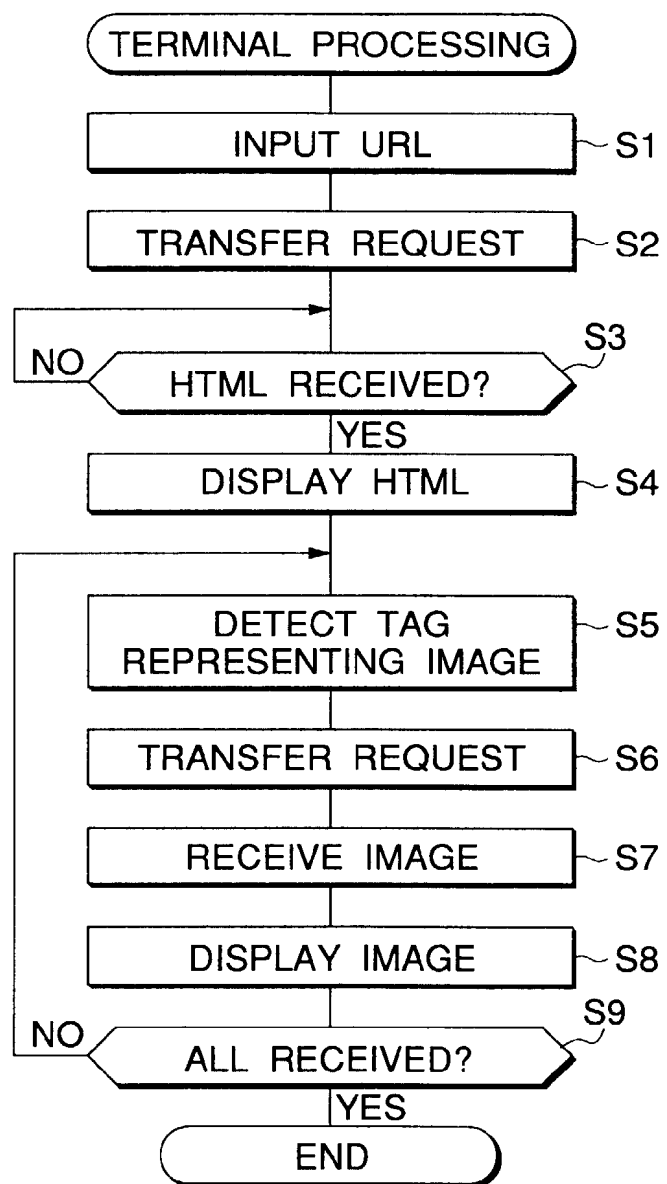 TERMINAL PROCESSING
INPUT URL
S1
TRANSFER REQUEST
S2
S3
NO
HTML RECEIVED?
YES
DISPLAY HTML
S4
DETECT TAG
REPRESENTING IMAGE
S5
TRANSFER REQUEST
S6
RECEIVE IMAGE
S7
DISPLAY IMAGE
S8
S9
NO
ALL RECEIVED?
YES
END